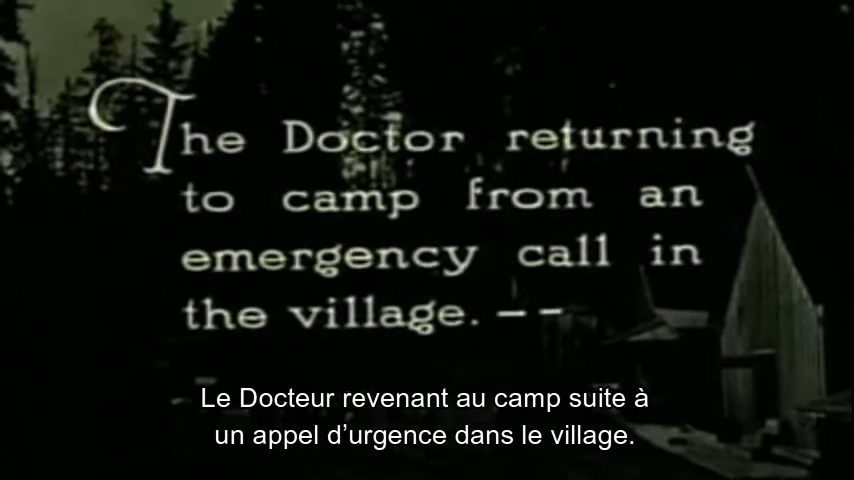 The Doctor returning
to camp from an
emergency call in
the village. --
Le Docteur revenant au camp suite à
un appel d’urgence dans le village.